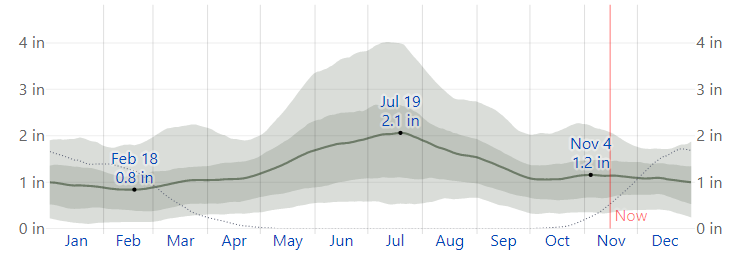 4 in
4 in
3 in
3 in
Jul 19
2.1 in
2 in
2 in
Nov 4
1.2 in
Feb 18
0.8 in
1 in
1 in
Now
0 in
0 in
Jan Feb Mar Apr May Jun Jul Aug Sep Oct Nov Dec